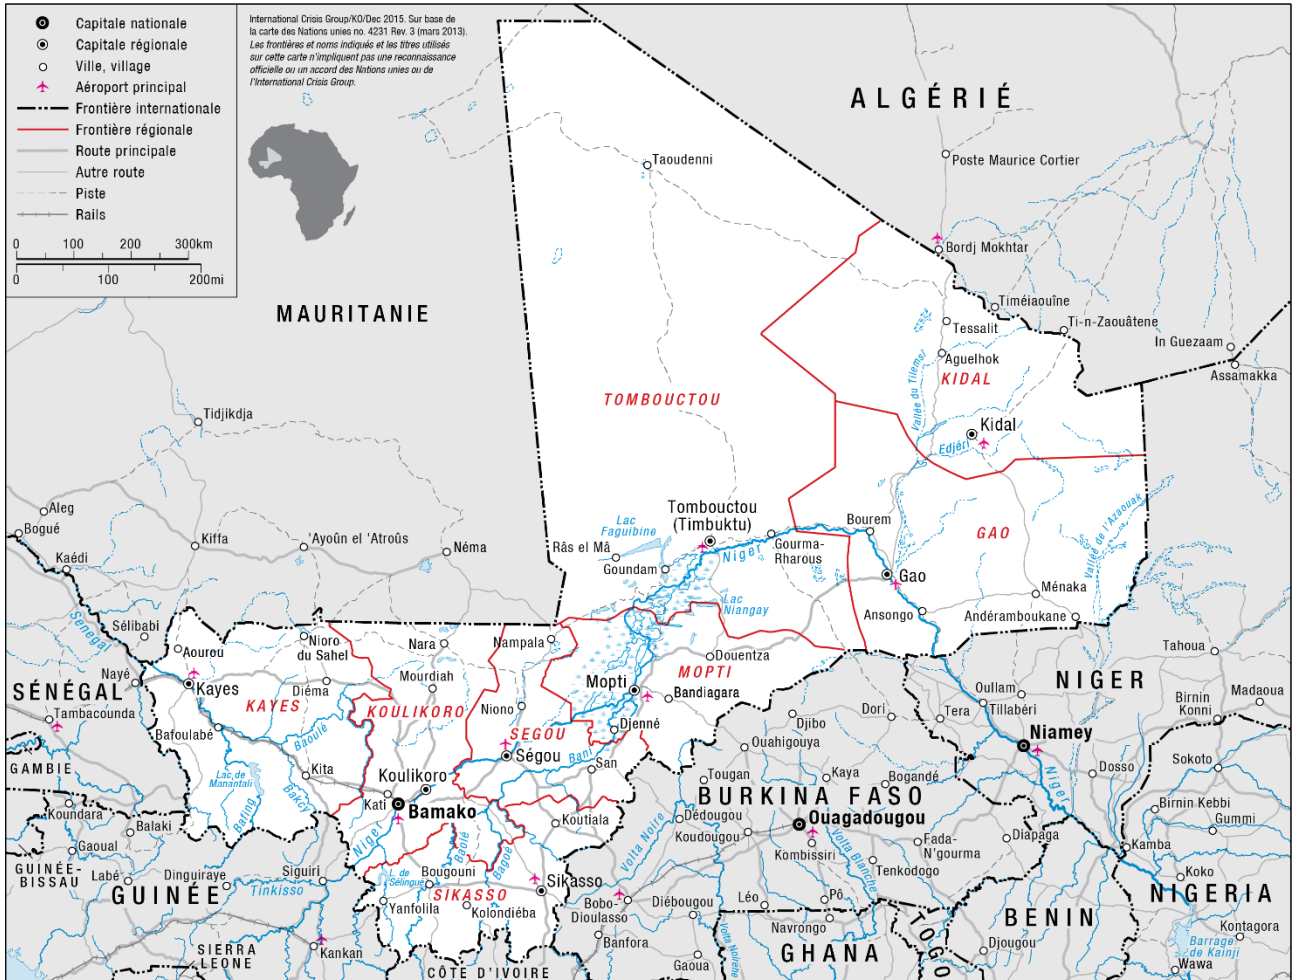 Capitale nationale
Capitale régionale
Ville, village
Aéroport principal
Frontière internationale
Frontière régionale
Route principale
Autre route
Piste
Rails
0 100 200 300km
0 100 200mi
International Crisis Group/KO/Dec 2015. Sur base de
la carte des Nations unies no. 4231 Rev. 3 (mars 2013).
Les frontières et noms indiqués et les titres utilisés
sur cette carte n'impliquent pas une reconnaissance
officielle ou un accord des Nations unies ou de
l'International Crisis Group.
ALGÉRIÉ
Taoudenni
Poste Maurice Cortier
Bordj Mokhtar
MAURITANIE
Timéiaouîne
Tessalit
Ti-n-Zaouâtene
In Guezaam
Aguelhok
Assamakka
KIDAL
Vallée du Tilemsi
TOMBOUCTOU
Tidjikdja
Kidal
Edjérі
Aleg
Bogué
Tombouctou
(Timbuktu)
Lac
Faguibine
Bourem
GAO
Vallée de l'Azaouak
Kiffa
'Ayoûn el 'Atroûs
Néma
Râs el Mâ
Niger
Gourma-
Rharous
Kaédi
Goundam
Gao
Ménaka
Lac
Niangay
Ansongo
Andéramboukane
Sénégal
Sélibabi
Nioro
du Sahel
Nara
Nampala
Aourou
Douentza
Tahoua
Nayé
Kayes
Diéma
Mourdiah
MOPTI
Mopti
Bandiagara
NIGER
SÉNÉGAL
KAYES
KOULIKORO
Niono
Oullam
Birnin
Konni
Madaoua
Tambacounda
Bafoulabé
Baoulé
SEGOU
Djenné
Djibo
Dori
Tera
Tillabéri
Niamey
Ségou
Bani
Ouahigouya
GAMBIE
Lac de
Manantali
Kita
Koulikoro
San
Tougan
Kaya
Bogandé
Dosso
Sokoto
Bakoi
Bafing
Kati
Bamako
BURKINA FASO
Niger
Koundara
Koutiala
Dédougou
Ouagadougou
Birnin Kebbi
Balaki
Niger
Baolé
Bagoé
Volta Noire
Koudougou
Gummi
Gaoual
Kombissiri
Volta Blanche
Fada-
N'gourma
Diapaga
Kamba
GUINÉE-
BISSAU
Labé
Dinguiraye
Siguiri
L. de
Sélingué
Bougouni
Sikasso
Tenkodogo
Koko
GUINÉE
Tinkisso
SIKASSO
Yanfolila
Kolondiéba
Bobo-
Dioulasso
Diébougou
Léo
Pô
NIGERIA
Banfora
Navrongo
BENIN
Kontagora
SIERRA
LEONE
Kankan
CÔTE D'IVOIRE
Gaoua
GHANA
TOGO
Djougou
Barrage
de Kainji
Wawa